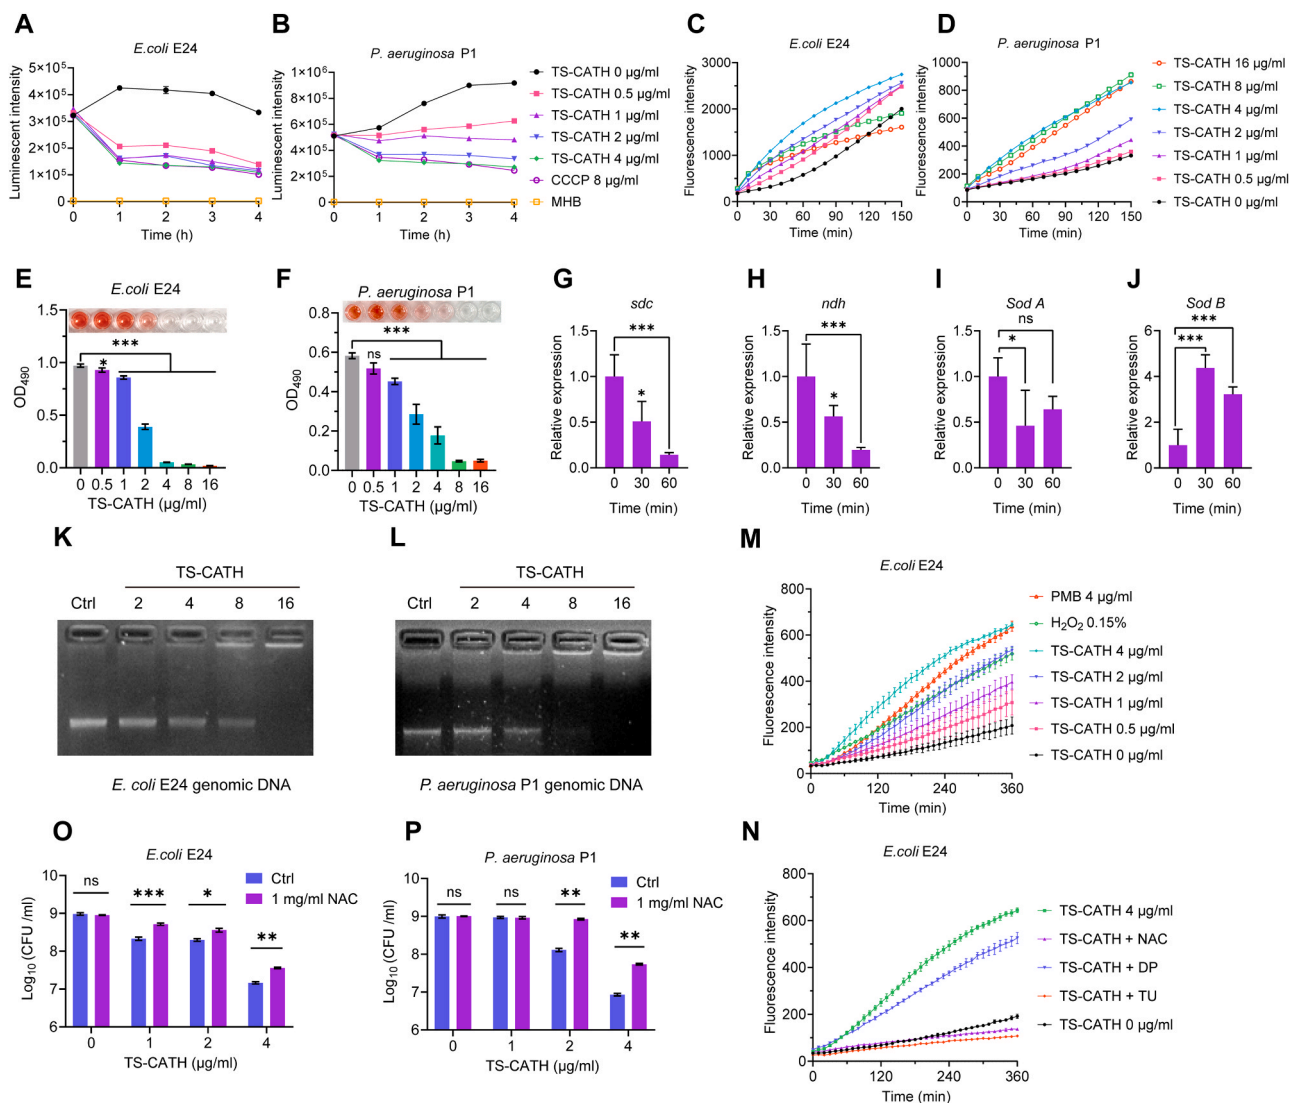 A
E.coli E24
Luminescent intensity
5×10⁵
4×10⁵
3×10⁵
2×10⁵
1×10⁵
0
0 1 2 3 4
Time (h)
B
P. aeruginosa P1
Luminescent intensity
1×10⁶
8×10⁵
6×10⁵
4×10⁵
2×10⁵
0
0 1 2 3 4
Time (h)
TS-CATH 0 µg/ml
TS-CATH 0.5 µg/ml
TS-CATH 1 µg/ml
TS-CATH 2 µg/ml
TS-CATH 4 µg/ml
CCCP 8 µg/ml
MHB
C
E.coli E24
Fluorescence intensity
3000
2000
1000
0
0 30 60 90 120 150
Time (min)
D
P. aeruginosa P1
Fluorescence intensity
1000
800
600
400
200
0
0 30 60 90 120 150
Time (min)
TS-CATH 16 µg/ml
TS-CATH 8 µg/ml
TS-CATH 4 µg/ml
TS-CATH 2 µg/ml
TS-CATH 1 µg/ml
TS-CATH 0.5 µg/ml
TS-CATH 0 µg/ml
E
E.coli E24
OD₄₉₀
1.5
1.0
0.5
0.0
***
*
0 0.5 1 2 4 8 16
TS-CATH (µg/ml)
F
P. aeruginosa P1
OD₄₉₀
0.8
0.6
0.4
0.2
0.0
***
ns
0 0.5 1 2 4 8 16
TS-CATH (µg/ml)
G
sdc
Relative expression
1.5
1.0
0.5
0.0
***
*
0 30 60
Time (min)
H
ndh
Relative expression
1.5
1.0
0.5
0.0
***
*
0 30 60
Time (min)
I
Sod A
Relative expression
1.5
1.0
0.5
0.0
ns
*
0 30 60
Time (min)
J
Sod B
Relative expression
6
4
2
0
***
***
0 30 60
Time (min)
K
TS-CATH
Ctrl 2 4 8 16
E. coli E24 genomic DNA
L
TS-CATH
Ctrl 2 4 8 16
P. aeruginosa P1 genomic DNA
M
E.coli E24
Fluorescence intensity
800
600
400
200
0
0 120 240 360
Time (min)
PMB 4 µg/ml
H₂O₂ 0.15%
TS-CATH 4 µg/ml
TS-CATH 2 µg/ml
TS-CATH 1 µg/ml
TS-CATH 0.5 µg/ml
TS-CATH 0 µg/ml
O
E.coli E24
Log₁₀ (CFU /ml)
10
9
8
7
6
ns
***
*
**
Ctrl
1 mg/ml NAC
0 1 2 4
TS-CATH (µg/ml)
P
P. aeruginosa P1
Log₁₀ (CFU /ml)
10
9
8
7
6
ns
ns
**
**
Ctrl
1 mg/ml NAC
0 1 2 4
TS-CATH (µg/ml)
N
E.coli E24
Fluorescence intensity
800
600
400
200
0
0 120 240 360
Time (min)
TS-CATH 4 µg/ml
TS-CATH + NAC
TS-CATH + DP
TS-CATH + TU
TS-CATH 0 µg/ml